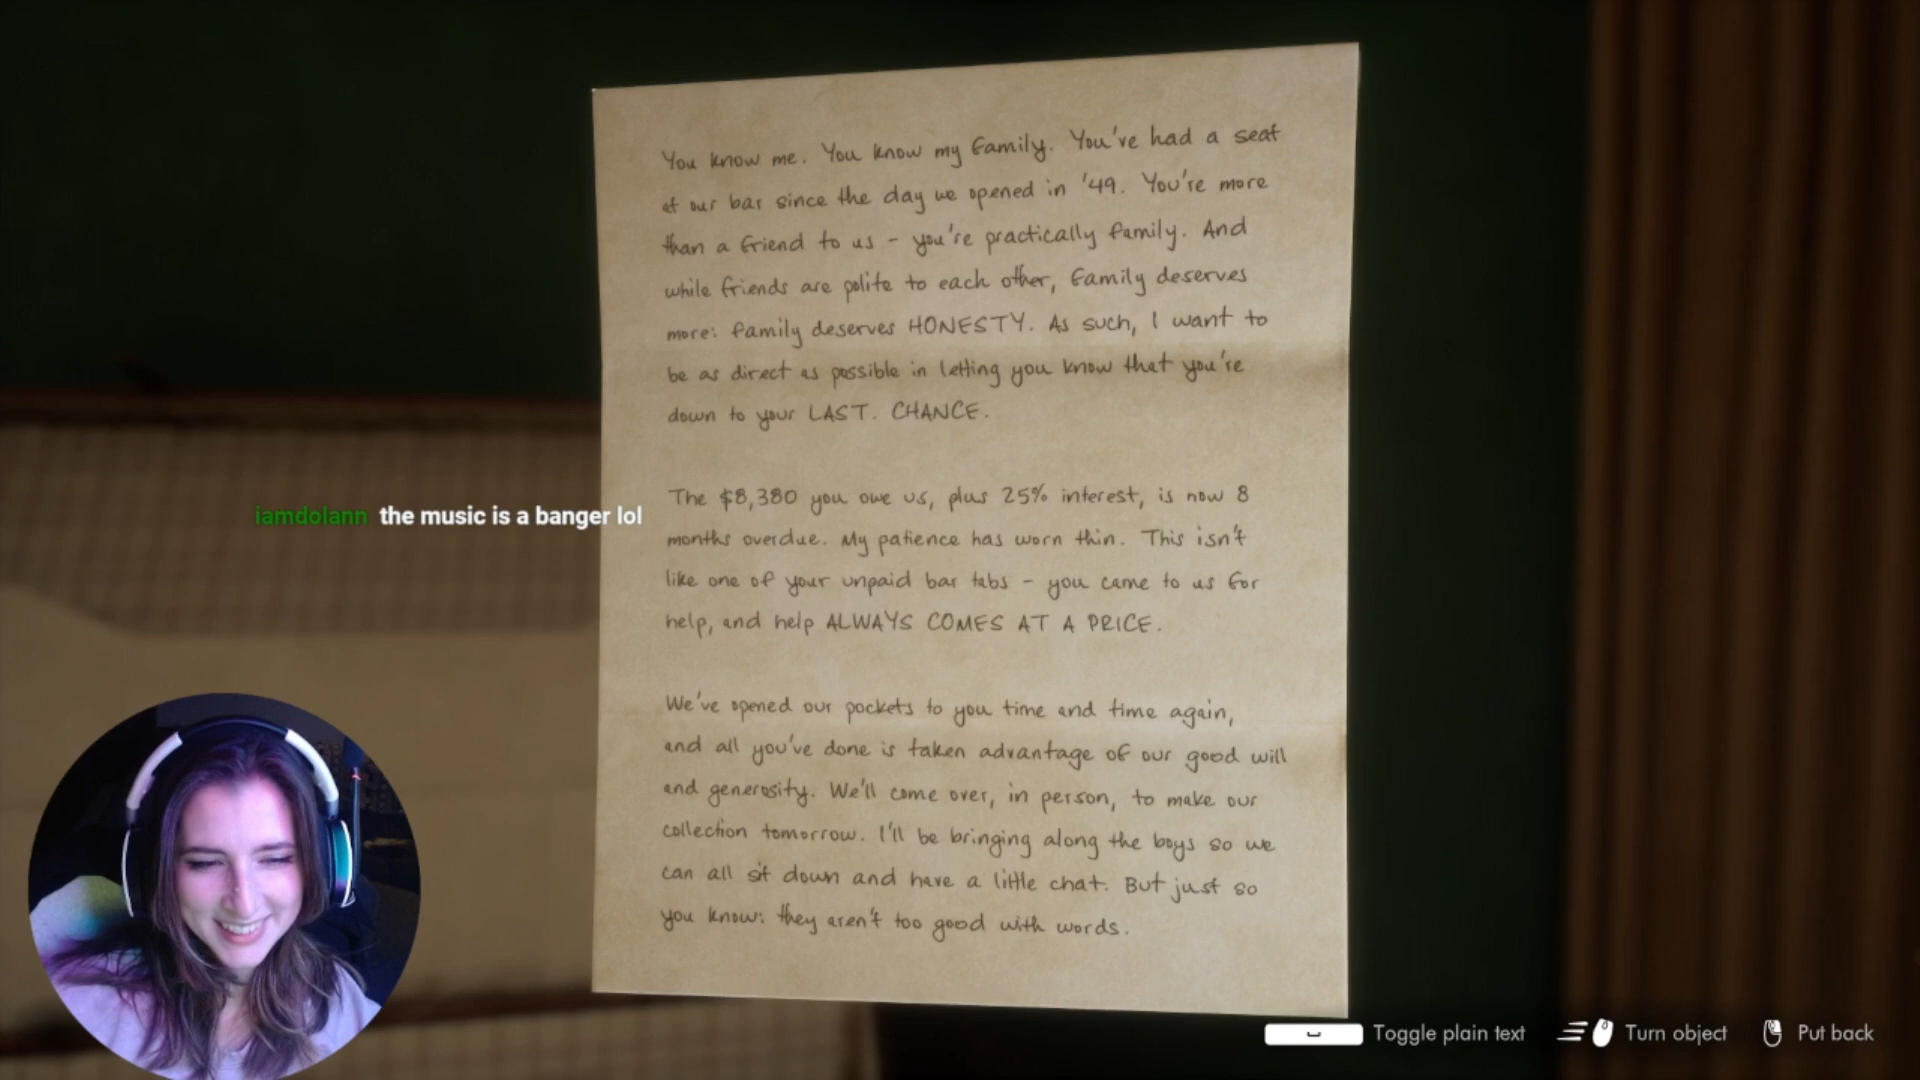 You know me. You know my family. You've had a seat
at our bar since the day we opened in '49. You're more
than a friend to us - you're practically family. And
while friends are polite to each other, family deserves
more: family deserves HONESTY. As such, I want to
be as direct as possible in letting you know that you're
down to your LAST. CHANCE.
The $8,380 you owe us, plus 25% interest, is now 8
months overdue. My patience has worn thin. This isn't
like one of your unpaid bar tabs - you came to us for
help, and help ALWAYS COMES AT A PRICE.
We've opened our pockets to you time and time again,
and all you've done is taken advantage of our good will
and generosity. We'll come over, in person, to make our
collection tomorrow. I'll be bringing along the boys so we
can all sit down and have a little chat. But just so
you know: they aren't too good with words.
iamdolann the music is a banger lol
Toggle plain text Turn object Put back